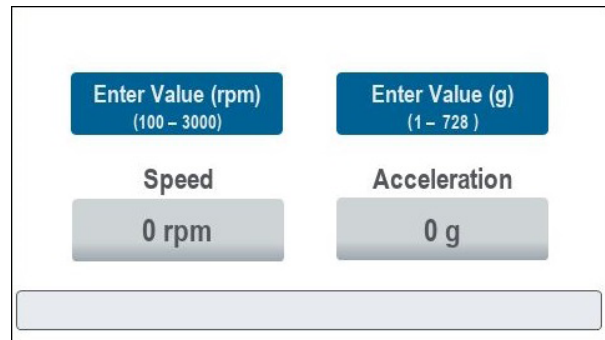 Enter Value (rpm)
(100 – 3000)
Enter Value (g)
(1 – 728 )
Speed
Acceleration
0 rpm
0 g